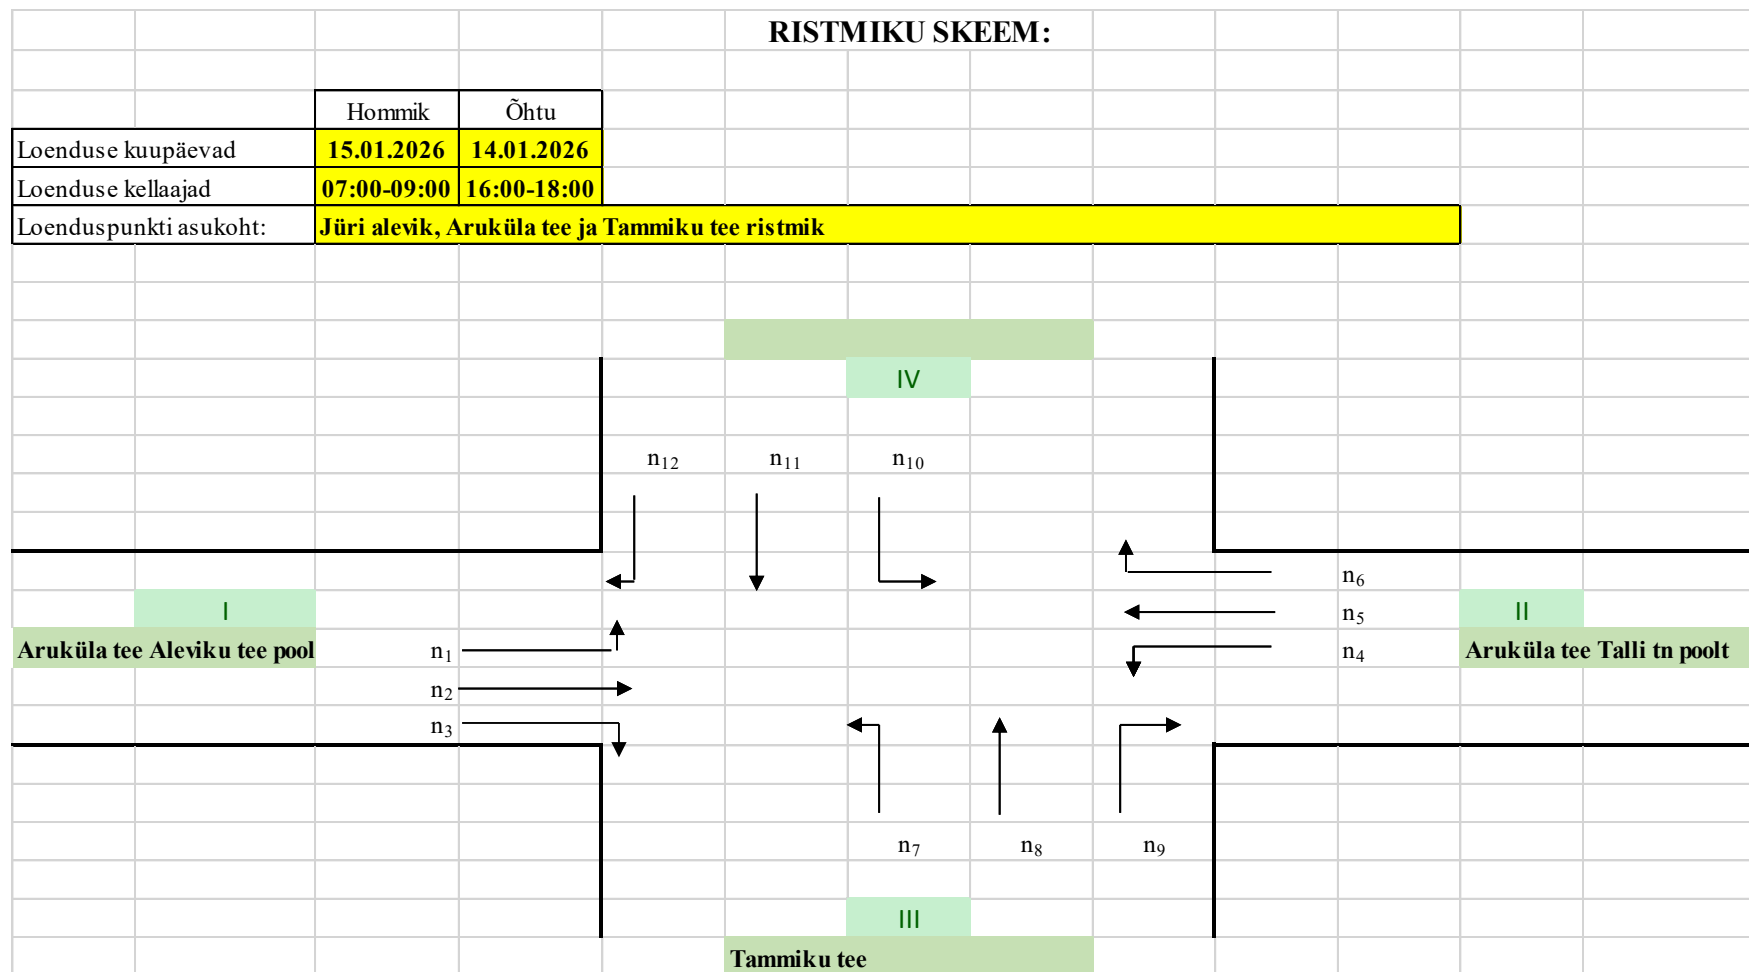 RISTMIKU SKEEM:
Hommik Õhtu
Loenduse kuupäevad 15.01.2026 14.01.2026
Loenduse kellaajad 07:00-09:00 16:00-18:00
Loenduspunkti asukoht: Jüri alevik, Aruküla tee ja Tammiku tee ristmik
IV
n₁₂ n₁₁ n₁₀
n₆
I n₅ II
Aruküla tee Aleviku tee pool n₁ n₄ Aruküla tee Talli tn poolt
n₂
n₃
n₇ n₈ n₉
III
Tammiku tee